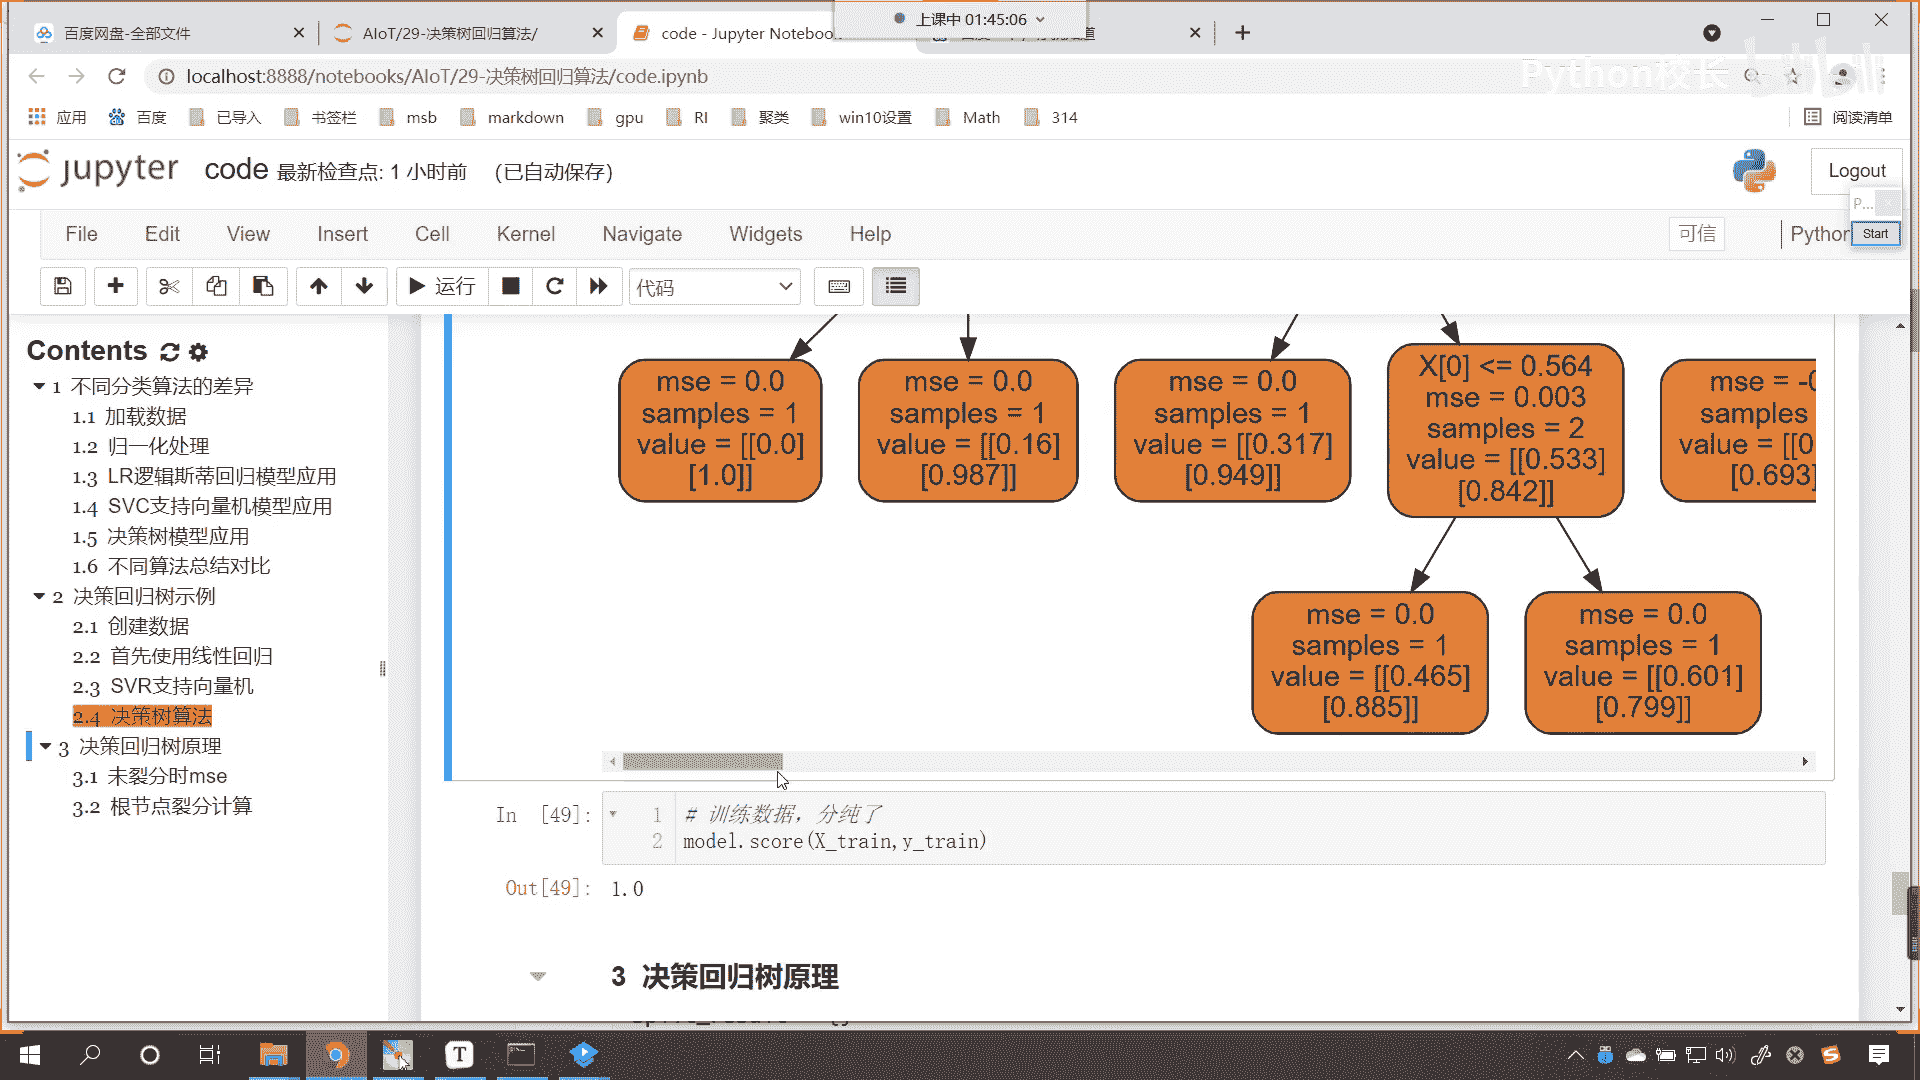 上课中 01:45:06
百度网盘-全部文件
AIoT/29-决策树回归算法/
code - Jupyter Notebook
localhost:8888/notebooks/AIoT/29-决策树回归算法/code.ipynb
Python校长
应用
百度
已导入
书签栏
msb
markdown
gpu
RI
聚类
win10设置
Math
314
阅读清单
jupyter
code 最新检查点: 1 小时前 (已自动保存)
Logout
P...
File Edit View Insert Cell Kernel Navigate Widgets Help
可信
Python
Start
运行
代码
Contents
1 不同分类算法的差异
1.1 加载数据
1.2 归一化处理
1.3 LR逻辑斯蒂回归模型应用
1.4 SVC支持向量机模型应用
1.5 决策树模型应用
1.6 不同算法总结对比
2 决策回归树示例
2.1 创建数据
2.2 首先使用线性回归
2.3 SVR支持向量机
2.4 决策树算法
3 决策回归树原理
3.1 未裂分时mse
3.2 根节点裂分计算
mse = 0.0
samples = 1
value = [[0.0]
[1.0]]
mse = 0.0
samples = 1
value = [[0.16]
[0.987]]
mse = 0.0
samples = 1
value = [[0.317]
[0.949]]
X[0] <= 0.564
mse = 0.003
samples = 2
value = [[0.533]
[0.842]]
mse = -0
samples
value = [[0
[0.693]
mse = 0.0
samples = 1
value = [[0.465]
[0.885]]
mse = 0.0
samples = 1
value = [[0.601]
[0.799]]
In [49]:
1 # 训练数据，分纯了
2 model.score(X_train,y_train)
Out[49]: 1.0
3 决策回归树原理